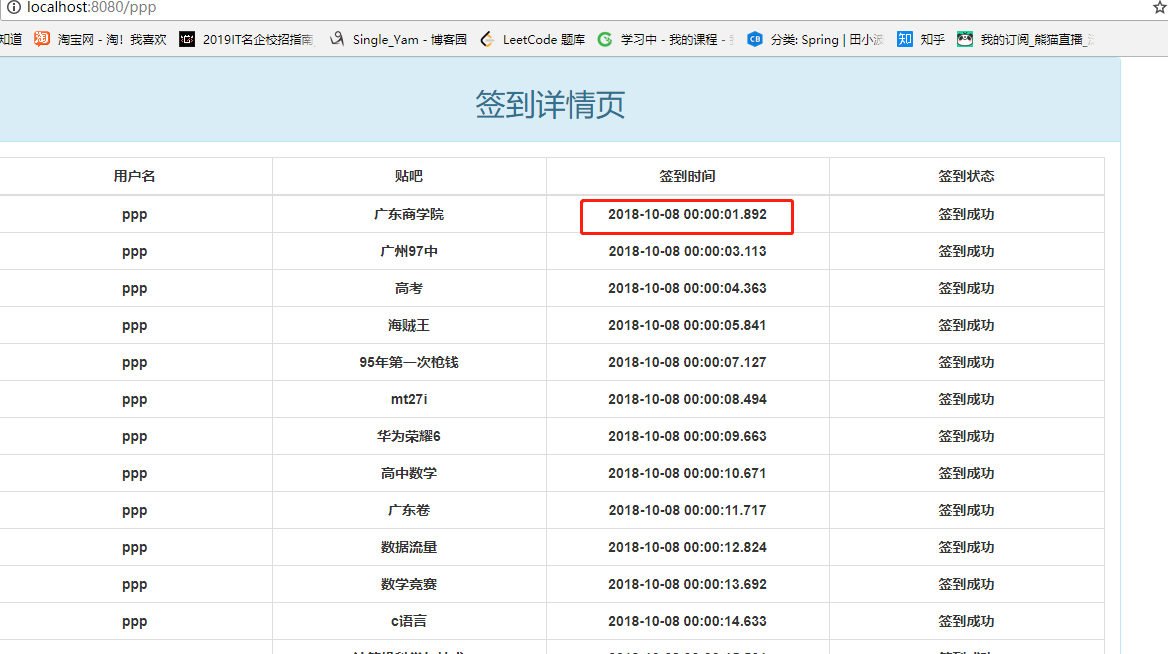 localhost:8080/ppp
知道 淘宝网 - 淘！我喜欢 2019IT名企校招指南 Single_Yam - 博客园 LeetCode 题库 学习中 - 我的课程 - 分类: Spring | 田小 知乎 我的订阅_熊猫直播_
签到详情页
用户名 贴吧 签到时间 签到状态
ppp 广东商学院 2018-10-08 00:00:01.892 签到成功
ppp 广州97中 2018-10-08 00:00:03.113 签到成功
ppp 高考 2018-10-08 00:00:04.363 签到成功
ppp 海贼王 2018-10-08 00:00:05.841 签到成功
ppp 95年第一次枪钱 2018-10-08 00:00:07.127 签到成功
ppp mt27i 2018-10-08 00:00:08.494 签到成功
ppp 华为荣耀6 2018-10-08 00:00:09.663 签到成功
ppp 高中数学 2018-10-08 00:00:10.671 签到成功
ppp 广东卷 2018-10-08 00:00:11.717 签到成功
ppp 数据流量 2018-10-08 00:00:12.824 签到成功
ppp 数学竞赛 2018-10-08 00:00:13.692 签到成功
ppp c语言 2018-10-08 00:00:14.633 签到成功